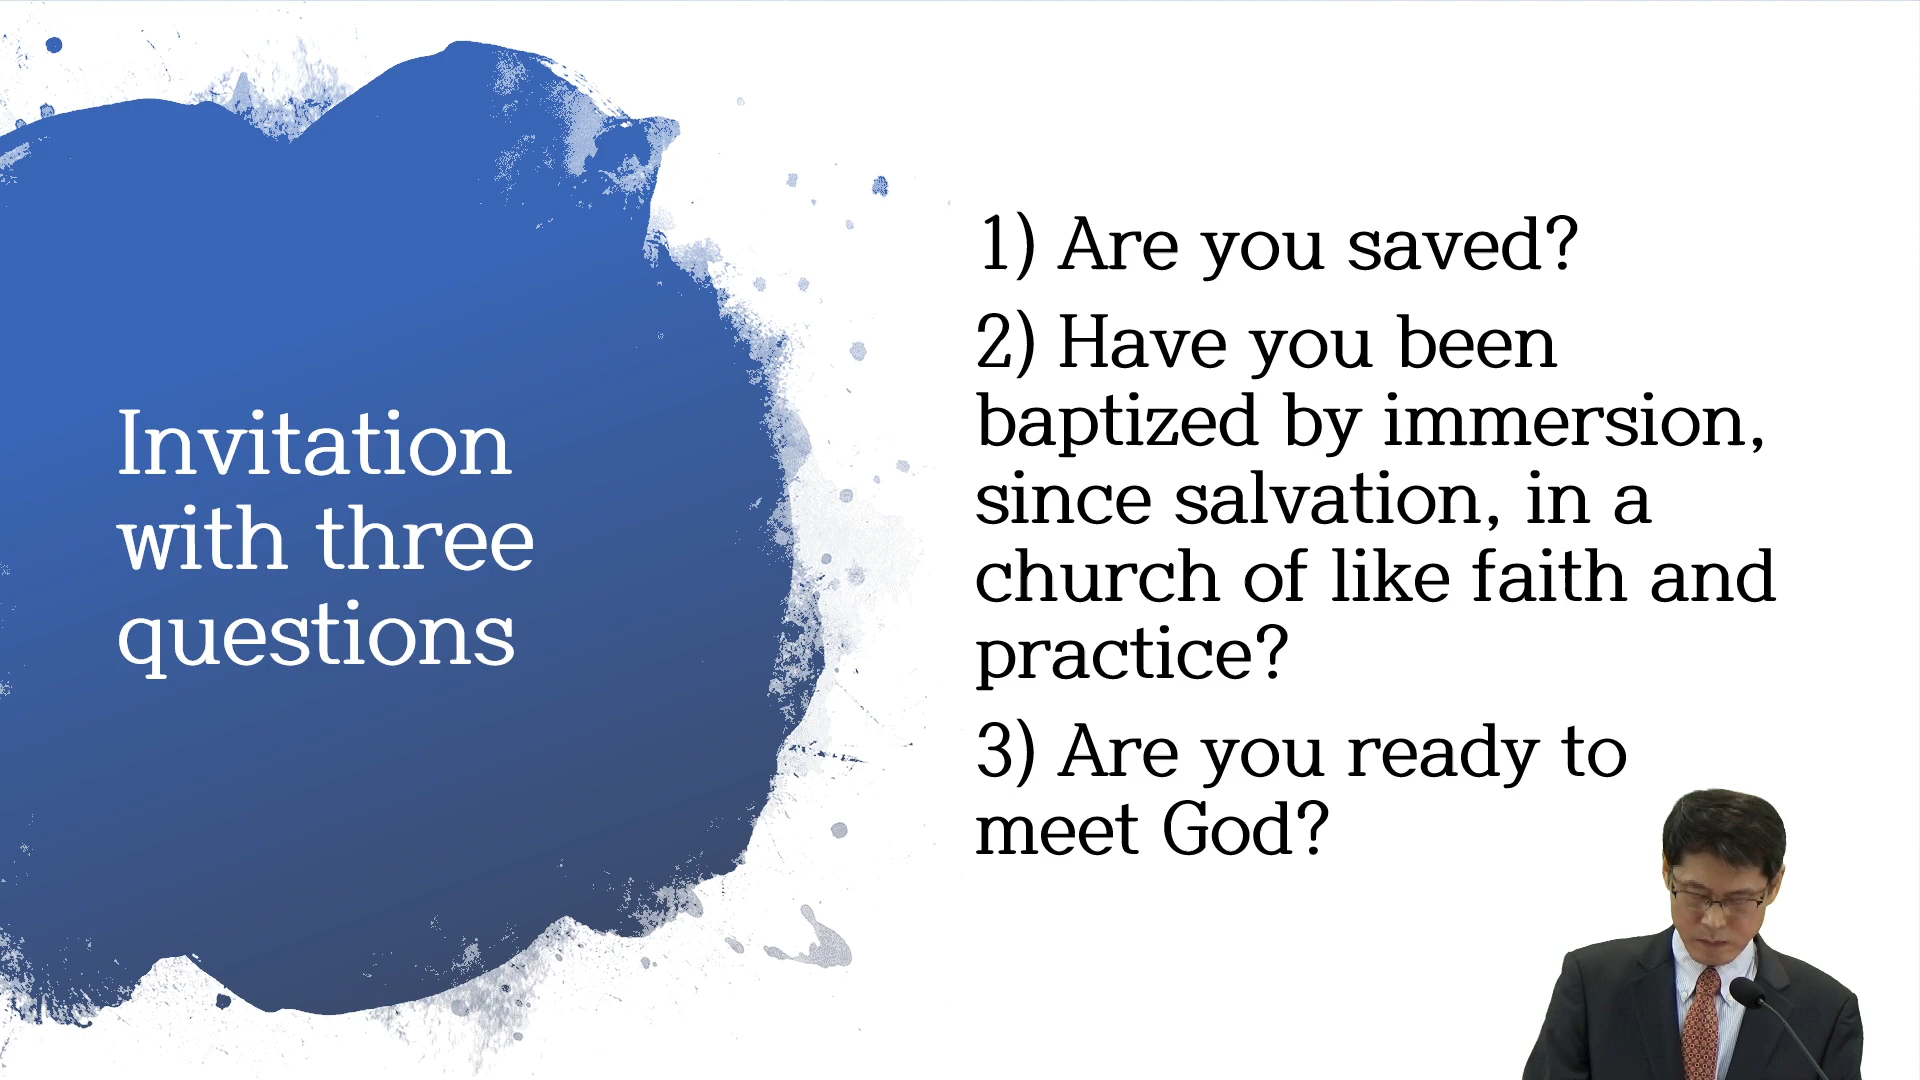 Invitation
with three
questions
1) Are you saved?
2) Have you been
baptized by immersion,
since salvation, in a
church of like faith and
practice?
3) Are you ready to
meet God?